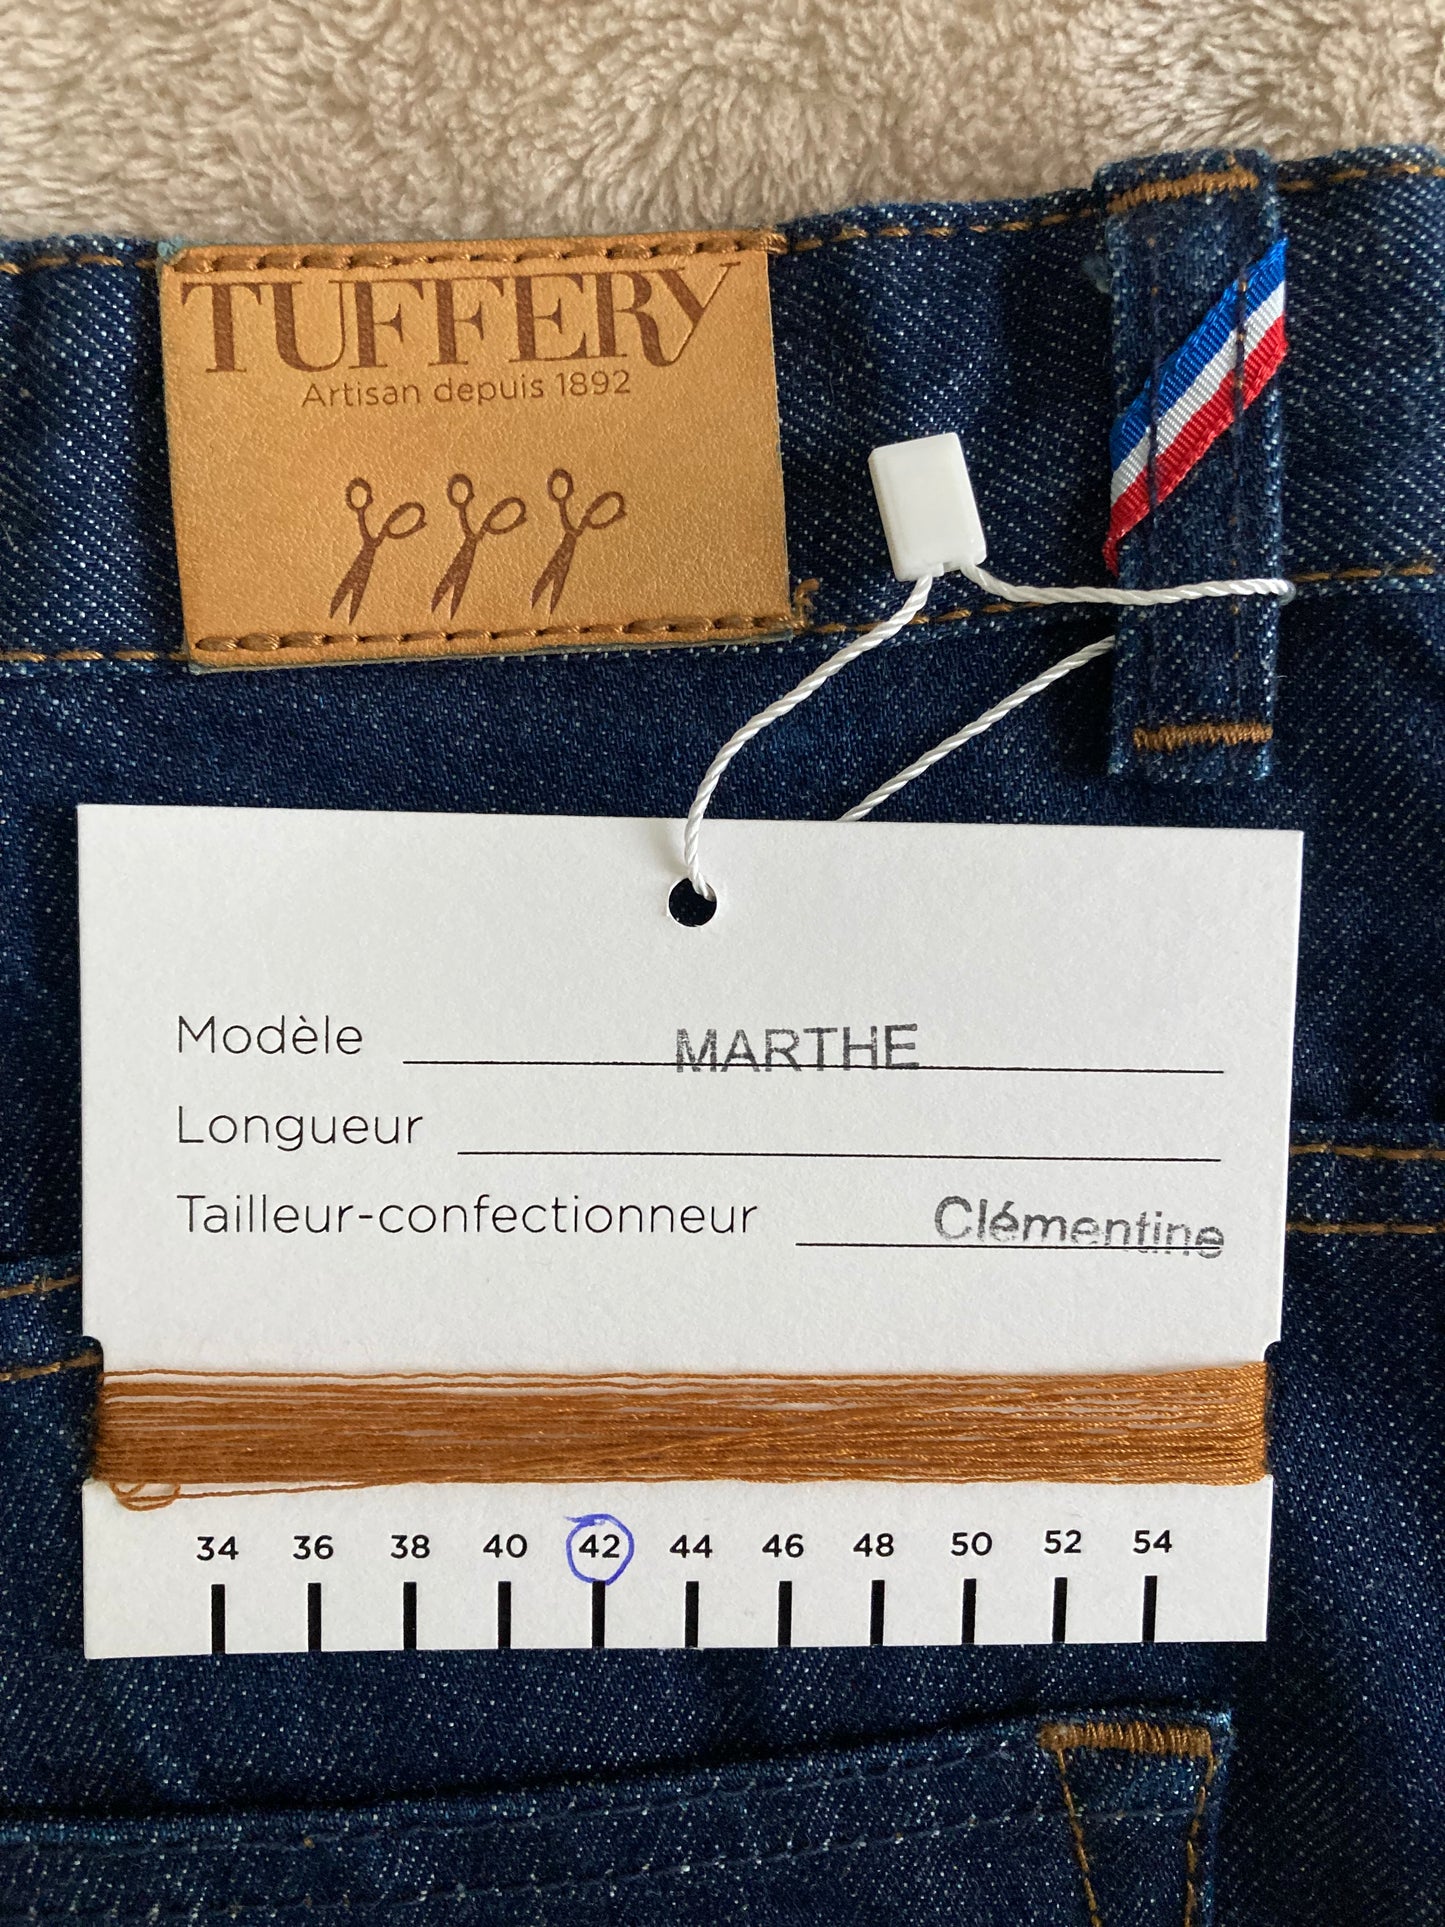 TUFFERY
Artisan depuis 1892
Modèle MARTHE
Longueur
Tailleur-confectionneur Clémentine
34 36 38 40 42 44 46 48 50 52 54